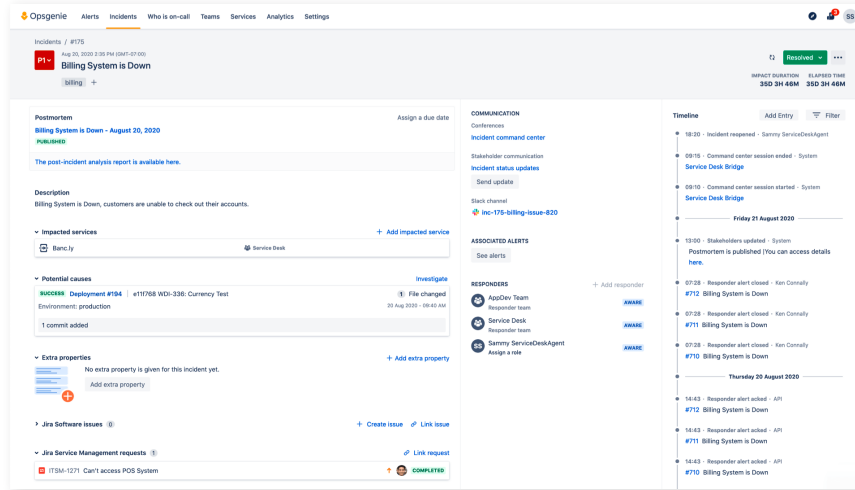 Opsgenie Alerts Incidents Who is on-call Teams Services Analytics Settings 3 SS
Incidents / #175
P1 Aug 20, 2020 2:35 PM (GMT-07:00)
Billing System is Down
billing +
Resolved
IMPACT DURATION ELAPSED TIME
35D 3H 46M 35D 3H 46M
Postmortem Assign a due date
Billing System is Down - August 20, 2020
PUBLISHED
The post-incident analysis report is available here.
Description
Billing System is Down, customers are unable to check out their accounts.
Impacted services + Add impacted service
Banc.ly Service Desk
Potential causes Investigate
SUCCESS Deployment #194 e11f768 WDI-336: Currency Test 1 File changed
Environment: production 20 Aug 2020 - 09:40 AM
1 commit added
Extra properties + Add extra property
No extra property is given for this incident yet.
Add extra property
Jira Software issues 0 + Create issue Link issue
Jira Service Management requests 1 Link request
ITSM-1271 Can't access POS System COMPLETED
COMMUNICATION
Conferences
Incident command center
Stakeholder communication
Incident status updates
Send update
Slack channel
inc-175-billing-issue-820
ASSOCIATED ALERTS
See alerts
RESPONDERS + Add responder
AppDev Team
Responder team
AWARE
Service Desk
Responder team
AWARE
SS Sammy ServiceDeskAgent
Assign a role
AWARE
Timeline Add Entry Filter
18:20 · Incident reopened · Sammy ServiceDeskAgent
09:15 · Command center session ended · System
Service Desk Bridge
09:10 · Command center session started · System
Service Desk Bridge
Friday 21 August 2020
13:00 · Stakeholders updated · System
Postmortem is published |You can access details
here.
07:28 · Responder alert closed · Ken Connally
#712 Billing System is Down
07:28 · Responder alert closed · Ken Connally
#711 Billing System is Down
07:28 · Responder alert closed · Ken Connally
#710 Billing System is Down
Thursday 20 August 2020
14:43 · Responder alert acked · API
#712 Billing System is Down
14:43 · Responder alert acked · API
#711 Billing System is Down
14:43 · Responder alert acked · API
#710 Billing System is Down